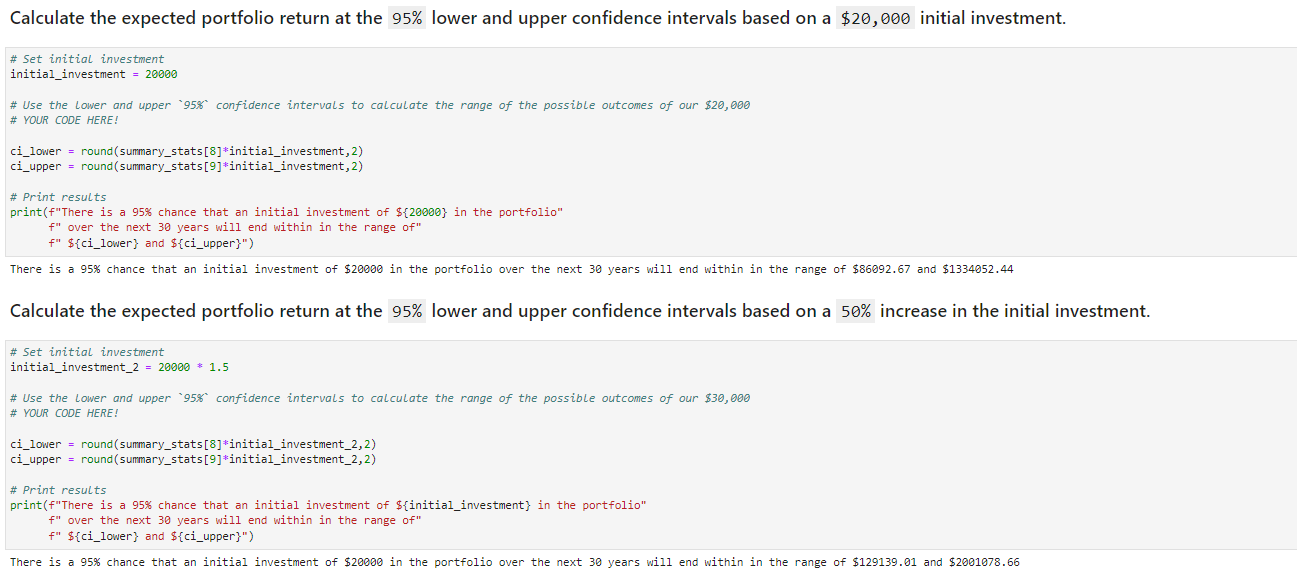 Calculate the expected portfolio return at the 95% lower and upper confidence intervals based on a $20,000 initial investment.
# Set initial investment
initial_investment = 20000
# Use the lower and upper `95%` confidence intervals to calculate the range of the possible outcomes of our $20,000
# YOUR CODE HERE!
ci_lower = round(summary_stats[8]*initial_investment,2)
ci_upper = round(summary_stats[9]*initial_investment,2)
# Print results
print(f"There is a 95% chance that an initial investment of ${20000} in the portfolio"
f" over the next 30 years will end within in the range of"
f" ${ci_lower} and ${ci_upper}")
There is a 95% chance that an initial investment of $20000 in the portfolio over the next 30 years will end within in the range of $86092.67 and $1334052.44
Calculate the expected portfolio return at the 95% lower and upper confidence intervals based on a 50% increase in the initial investment.
# Set initial investment
initial_investment_2 = 20000 * 1.5
# Use the lower and upper `95%` confidence intervals to calculate the range of the possible outcomes of our $30,000
# YOUR CODE HERE!
ci_lower = round(summary_stats[8]*initial_investment_2,2)
ci_upper = round(summary_stats[9]*initial_investment_2,2)
# Print results
print(f"There is a 95% chance that an initial investment of ${initial_investment} in the portfolio"
f" over the next 30 years will end within in the range of"
f" ${ci_lower} and ${ci_upper}")
There is a 95% chance that an initial investment of $20000 in the portfolio over the next 30 years will end within in the range of $129139.01 and $2001078.66